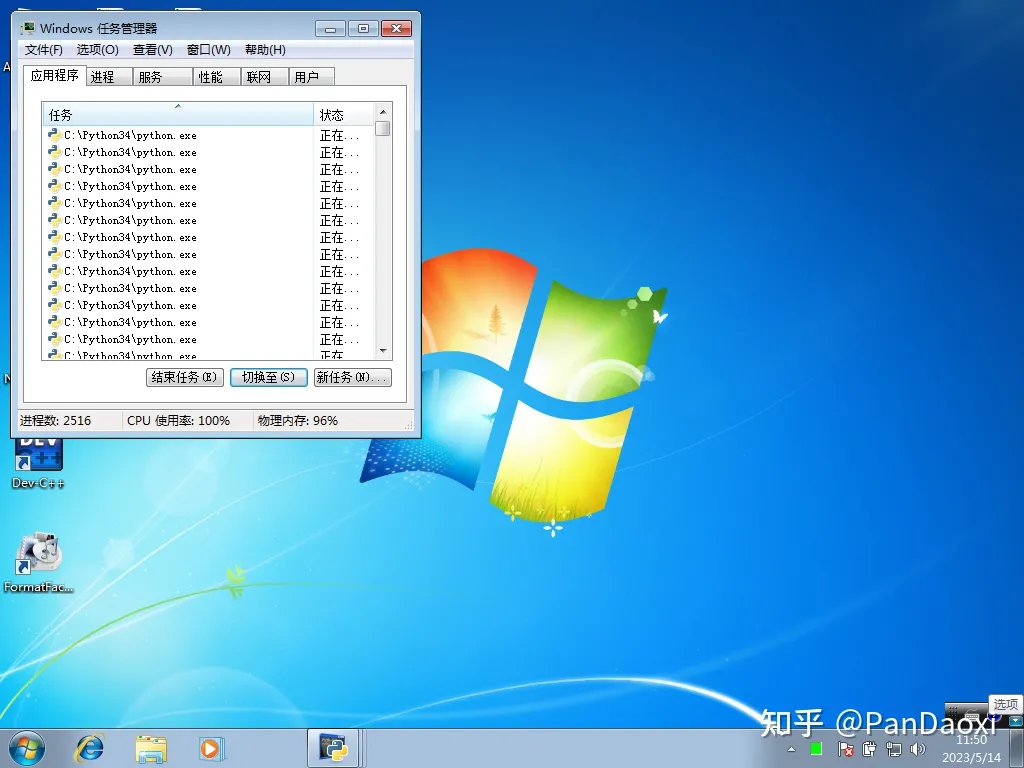 Windows 任务管理器
文件(F) 选项(O) 查看(V) 窗口(W) 帮助(H)
应用程序 进程 服务 性能 联网 用户
任务 状态
C:\Python34\python.exe 正在...
C:\Python34\python.exe 正在...
C:\Python34\python.exe 正在...
C:\Python34\python.exe 正在...
C:\Python34\python.exe 正在...
C:\Python34\python.exe 正在...
C:\Python34\python.exe 正在...
C:\Python34\python.exe 正在...
C:\Python34\python.exe 正在...
C:\Python34\python.exe 正在...
C:\Python34\python.exe 正在...
C:\Python34\python.exe 正在...
C:\Python34\python.exe 正在...
C:\Python34\python.exe 正在
结束任务(E) 切换至(S) 新任务(N)...
进程数: 2516 CPU 使用率: 100% 物理内存: 96%
DEV
C++
Dev-C++
FormatFac...
选项
知乎 @PanDaoxi
11:50
2023/5/14